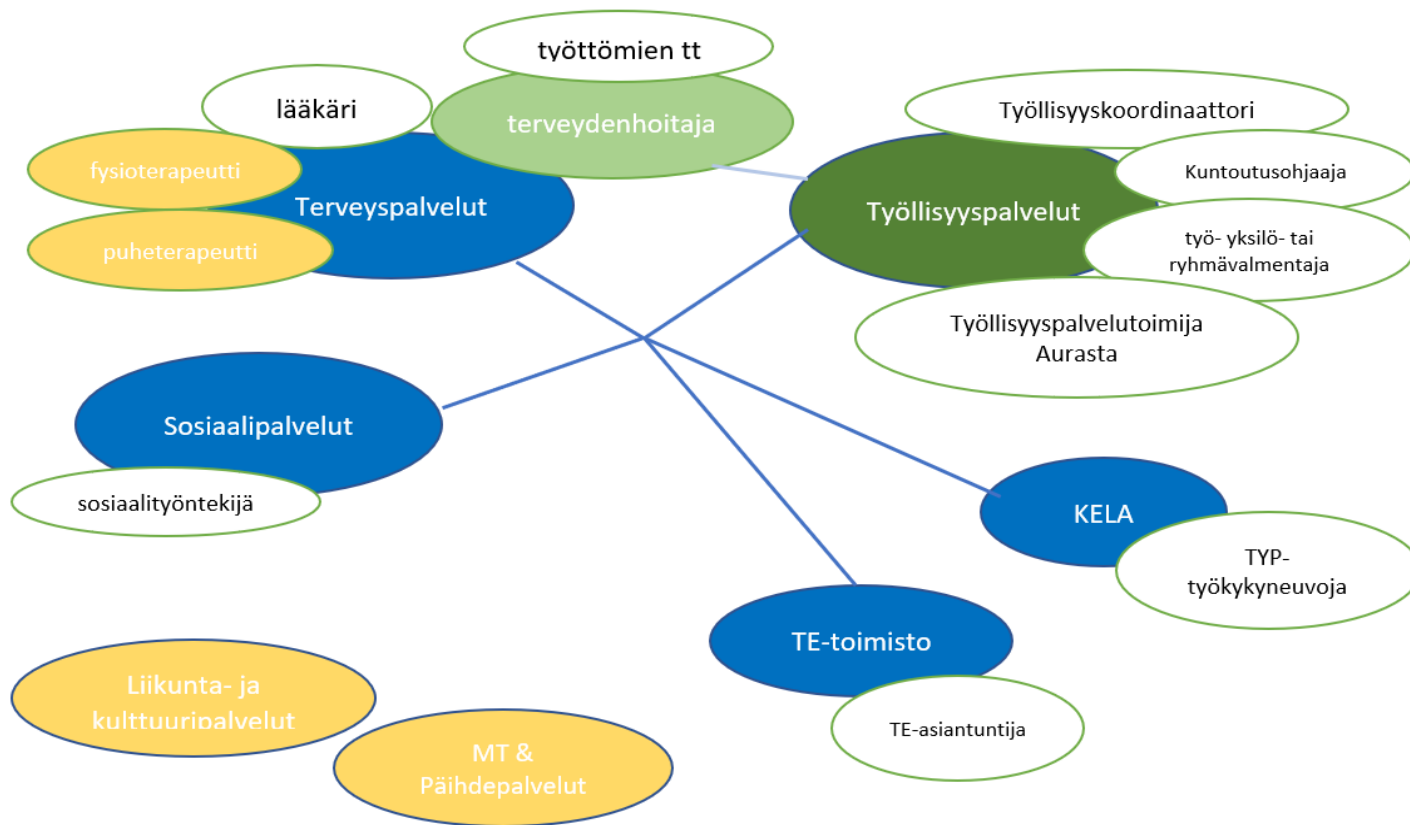 työttömien tt
terveydenhoitaja
lääkäri
fysioterapeutti
Terveyspalvelut
puheterapeutti
Työllisyyskoordinaattori
Kuntoutusohjaaja
Työllisyyspalvelut
työ- yksilö- tai
ryhmävalmentaja
Työllisyyspalvelutoimija
Aurasta
Sosiaalipalvelut
sosiaalityöntekijä
KELA
TYP-
työkykyneuvoja
TE-toimisto
TE-asiantuntija
Liikunta- ja
kulttuuripalvelut
MT &
Päihdepalvelut